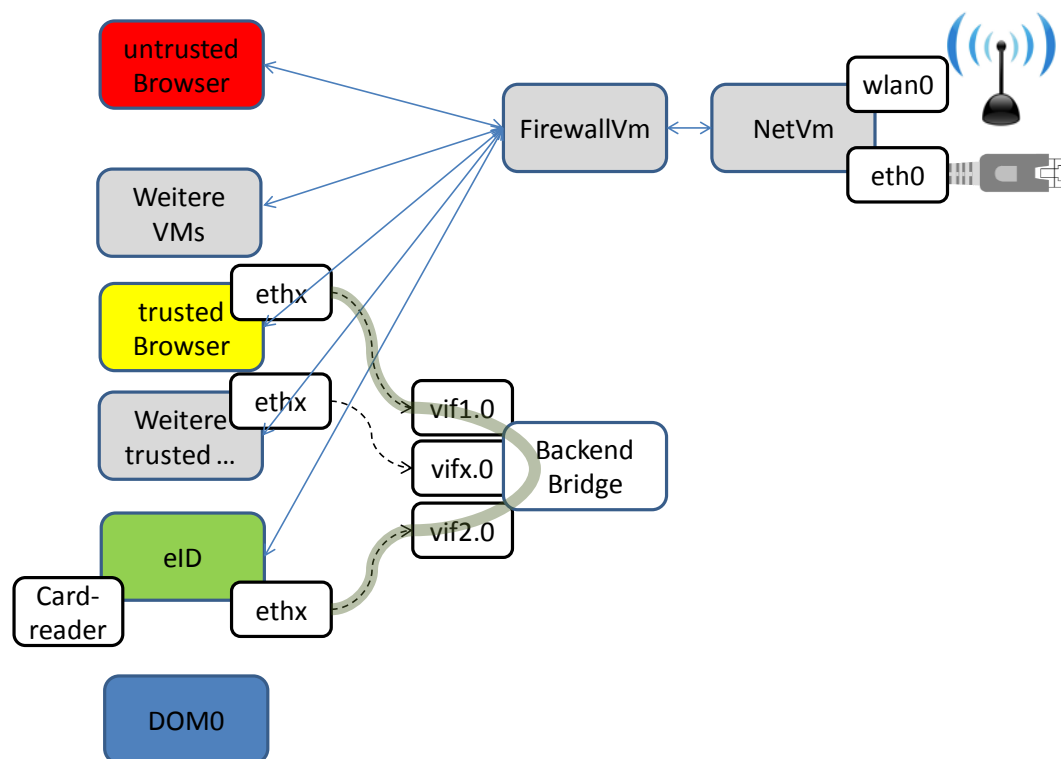 untrusted
Browser
FirewallVm
NetVm
wlan0
eth0
Weitere
VMs
ethx
trusted
Browser
ethx
Weitere
trusted ...
vif1.0
vifx.0
vif2.0
Backend
Bridge
eID
Card-
reader
ethx
DOM0